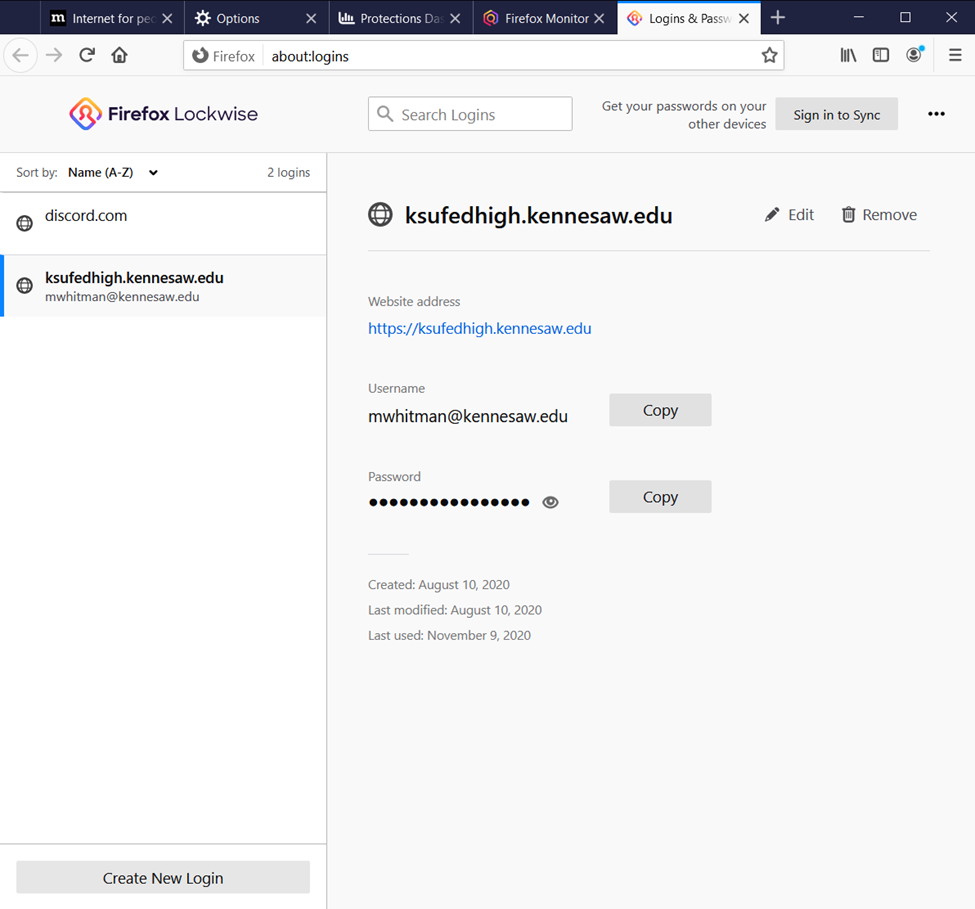 Internet for pe
Options
Protections Da
Firefox Monitor
Logins & Passw
Firefox
about:logins
Firefox Lockwise
Search Logins
Get your passwords on your
other devices
Sign in to Sync
Sort by: Name (A-Z)
2 logins
discord.com
ksufedhigh.kennesaw.edu
mwhitman@kennesaw.edu
ksufedhigh.kennesaw.edu
Edit
Remove
Website address
https://ksufedhigh.kennesaw.edu
Username
mwhitman@kennesaw.edu
Copy
Password
●●●●●●●●●●●●●●●●
Copy
Created: August 10, 2020
Last modified: August 10, 2020
Last used: November 9, 2020
Create New Login